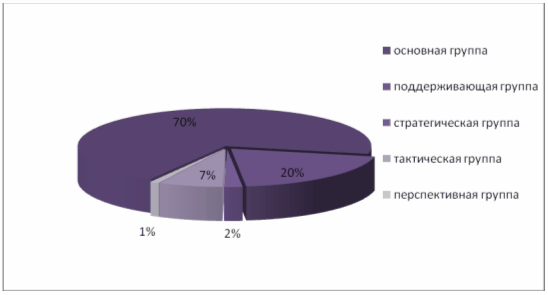 70%
20%
7%
1%
2%
основная группа
поддерживающая группа
стратегическая группа
тактическая группа
перспективная группа